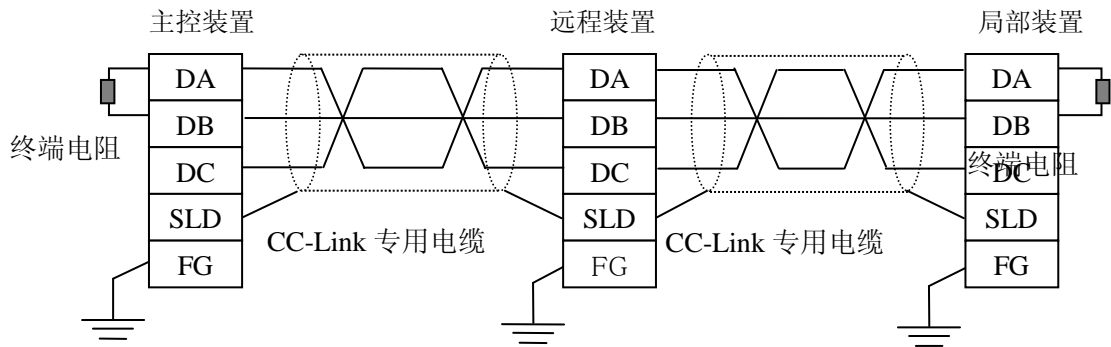 主控装置
远程装置
局部装置
DA
DB
DC
SLD
FG
DA
DB
DC
SLD
FG
DA
DB
DC
SLD
FG
终端电阻
终端电阻
CC-Link 专用电缆
CC-Link 专用电缆